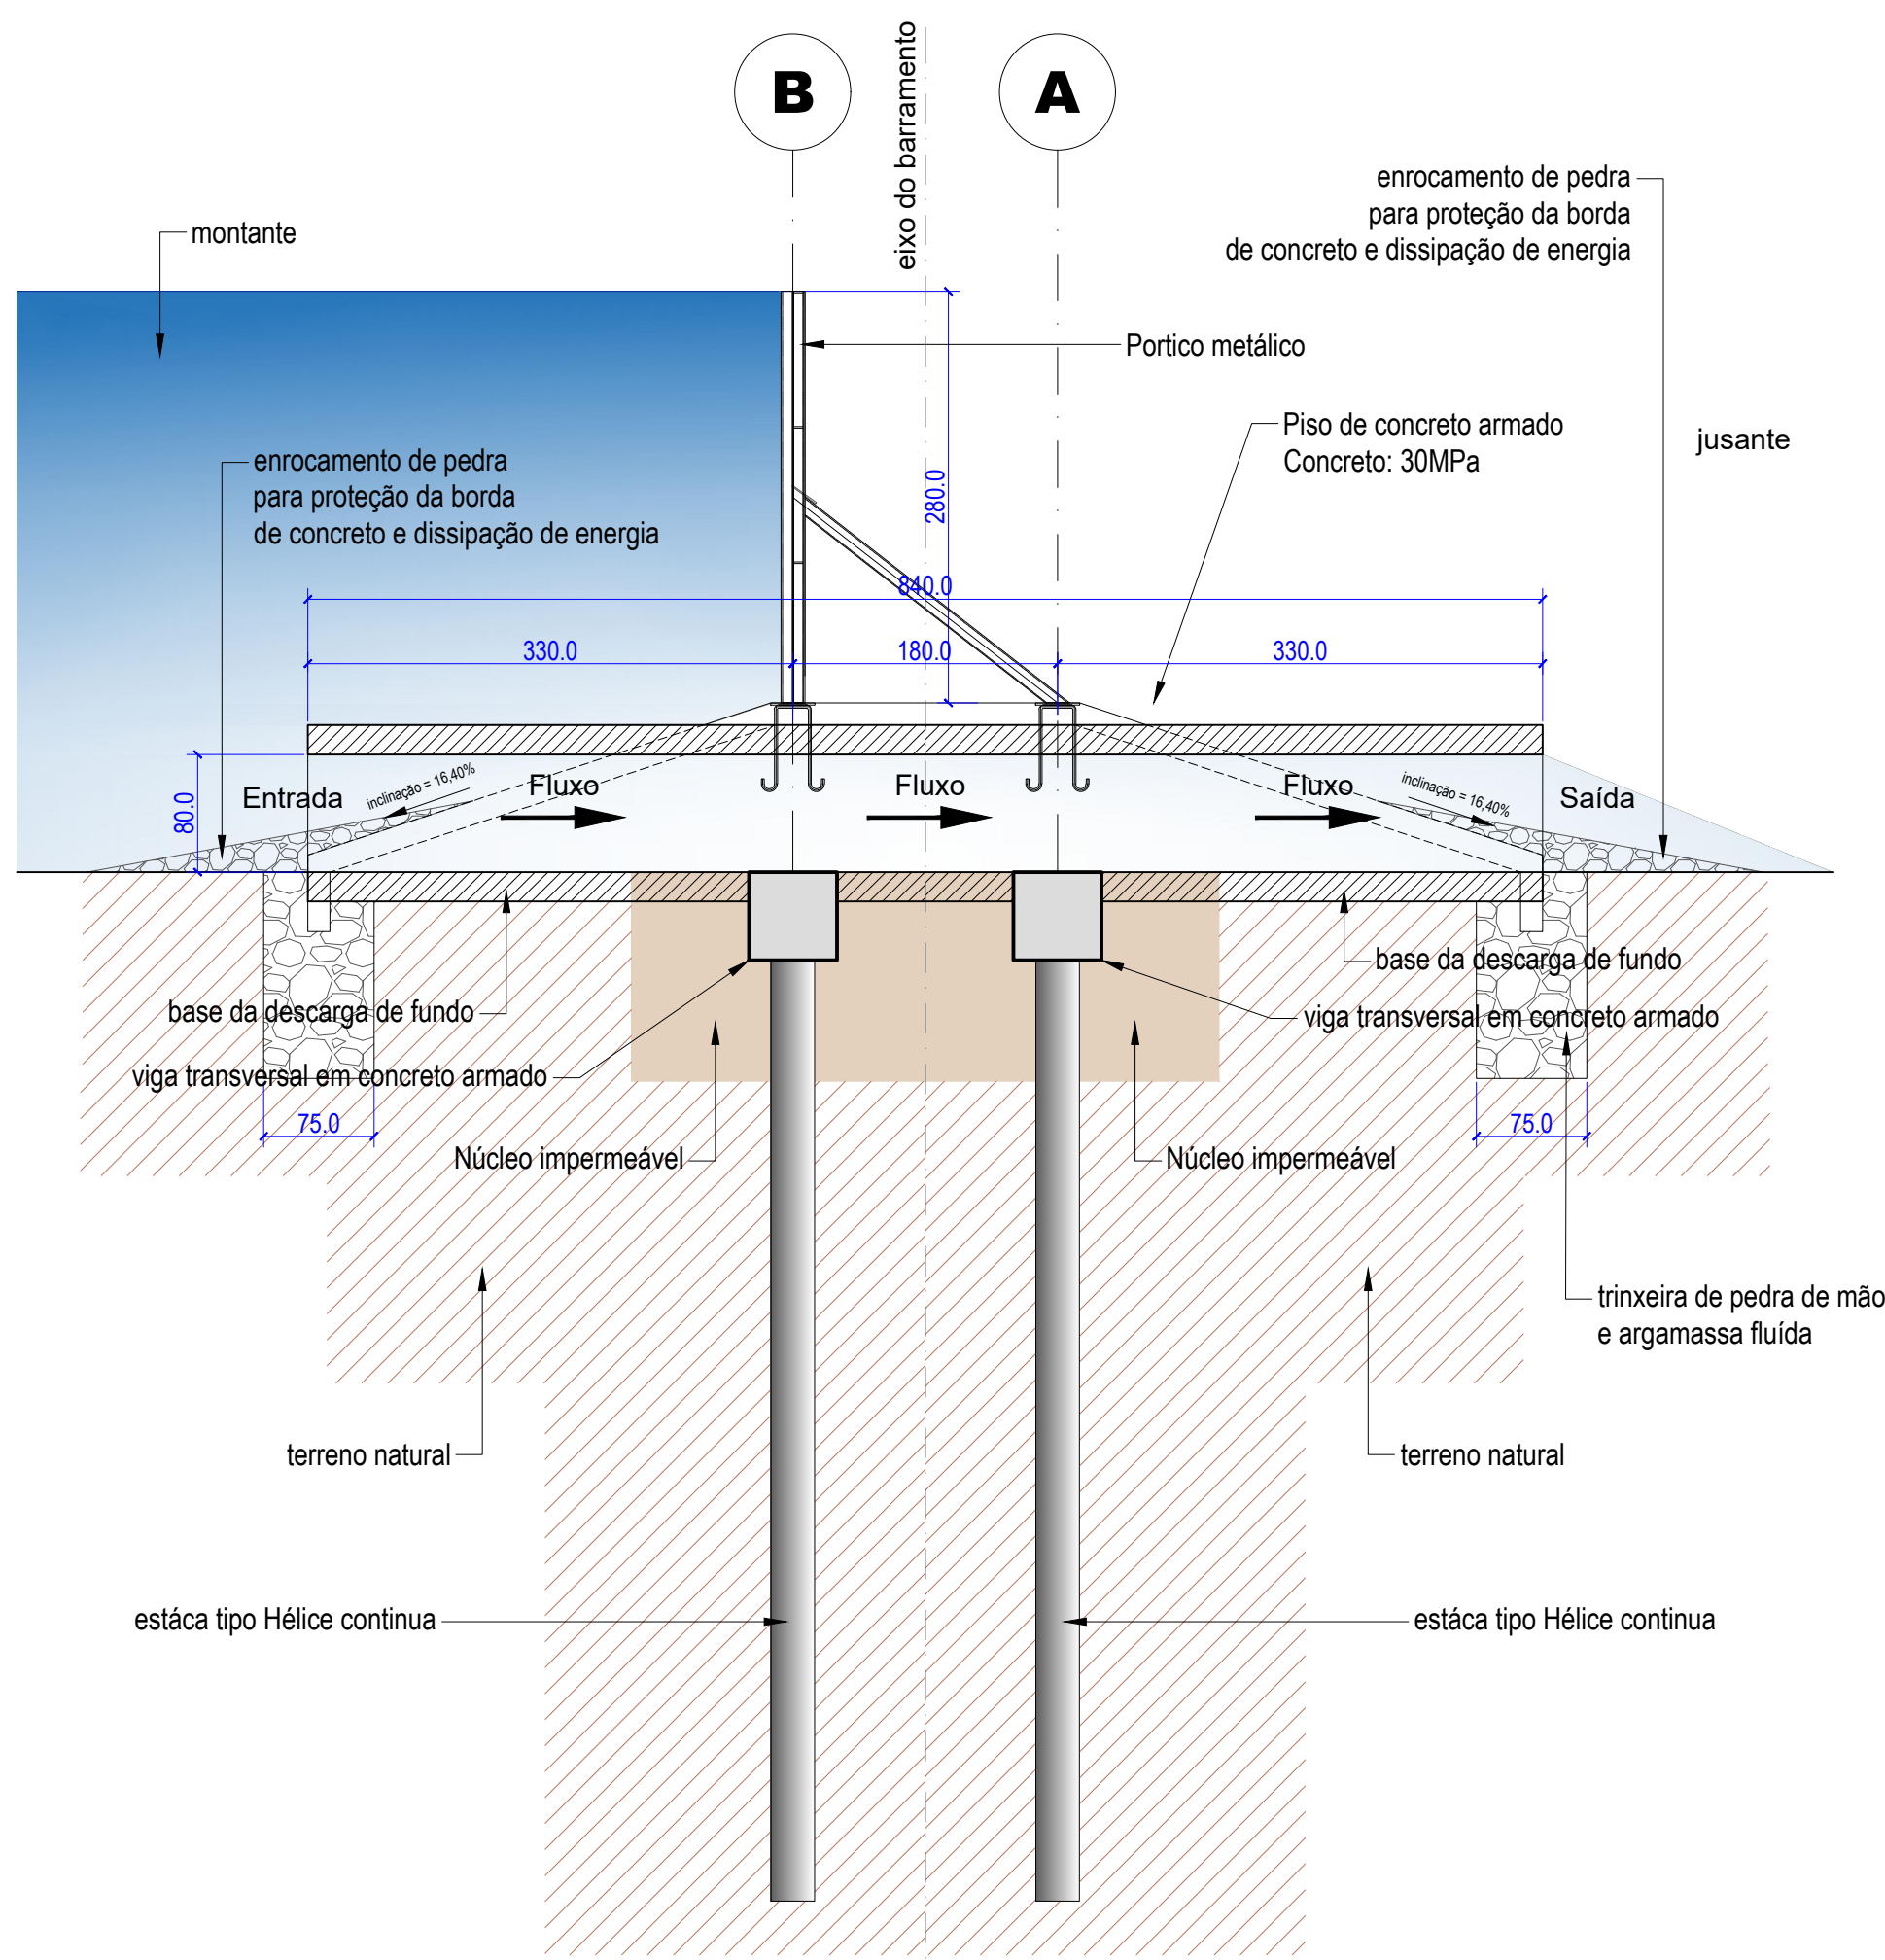 B
A
eixo do barramento
enrocamento de pedra
para proteção da borda
de concreto e dissipação de energia
montante
Portico metálico
Piso de concreto armado
Concreto: 30MPa
jusante
enrocamento de pedra
para proteção da borda
de concreto e dissipação de energia
280.0
840.0
330.0
180.0
330.0
80.0
Entrada
inclinação = 16,40%
Fluxo
Fluxo
Fluxo
inclinação = 16,40%
Saída
base da descarga de fundo
base da descarga de fundo
viga transversal em concreto armado
viga transversal em concreto armado
75.0
75.0
Núcleo impermeável
Núcleo impermeável
trinxeira de pedra de mão
e argamassa fluída
terreno natural
terreno natural
estáca tipo Hélice continua
estáca tipo Hélice continua